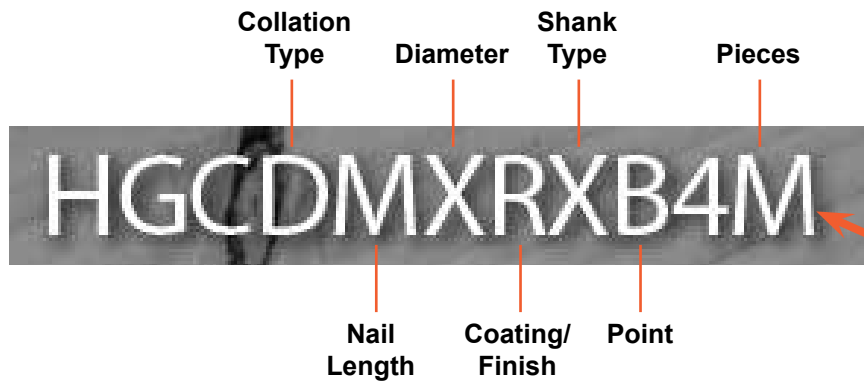 Collation Type
Diameter
Shank Type
Pieces
HGCDMXRXB4M
Nail Length
Coating/ Finish
Point